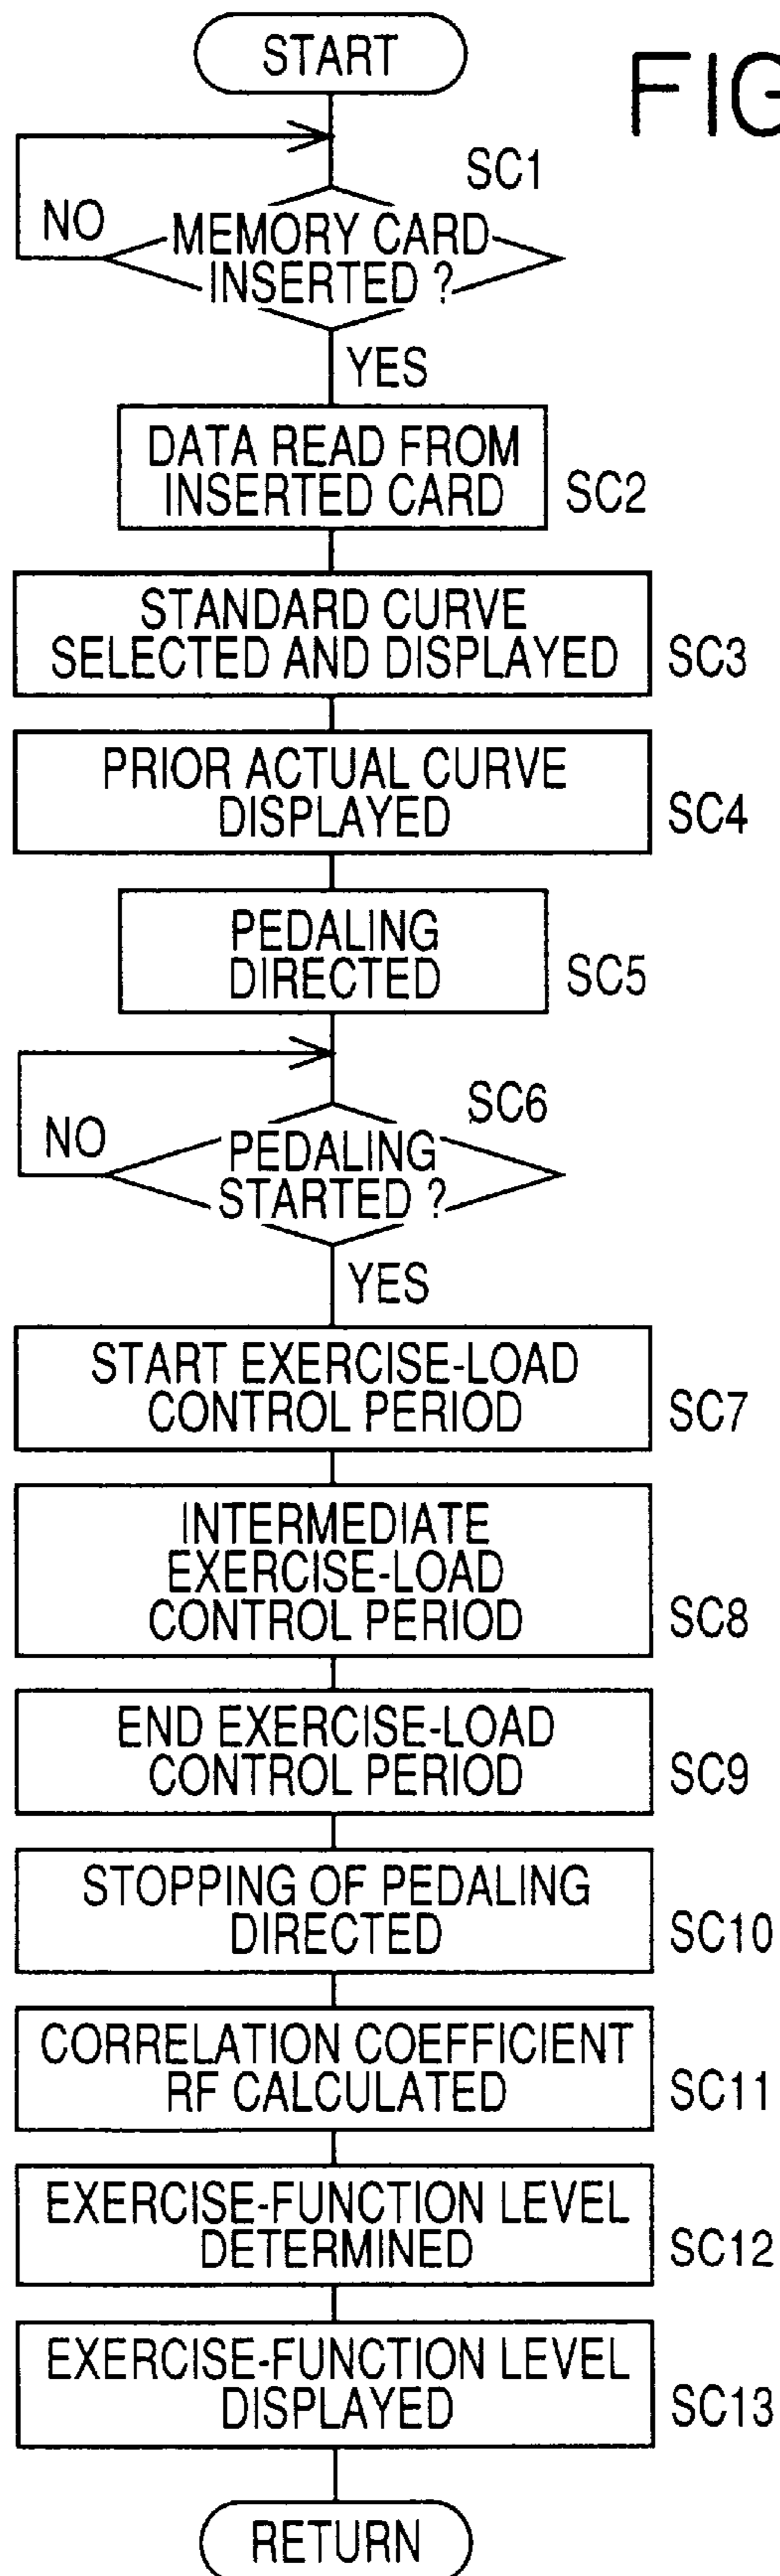 START
FIG
SC1
NO
MEMORY CARD
INSERTED ?
YES
DATA READ FROM
INSERTED CARD
SC2
STANDARD CURVE
SELECTED AND DISPLAYED
SC3
PRIOR ACTUAL CURVE
DISPLAYED
SC4
PEDALING
DIRECTED
SC5
SC6
NO
PEDALING
STARTED ?
YES
START EXERCISE-LOAD
CONTROL PERIOD
SC7
INTERMEDIATE
EXERCISE-LOAD
CONTROL PERIOD
SC8
END EXERCISE-LOAD
CONTROL PERIOD
SC9
STOPPING OF PEDALING
DIRECTED
SC10
CORRELATION COEFFICIENT
RF CALCULATED
SC11
EXERCISE-FUNCTION LEVEL
DETERMINED
SC12
EXERCISE-FUNCTION LEVEL
DISPLAYED
SC13
RETURN